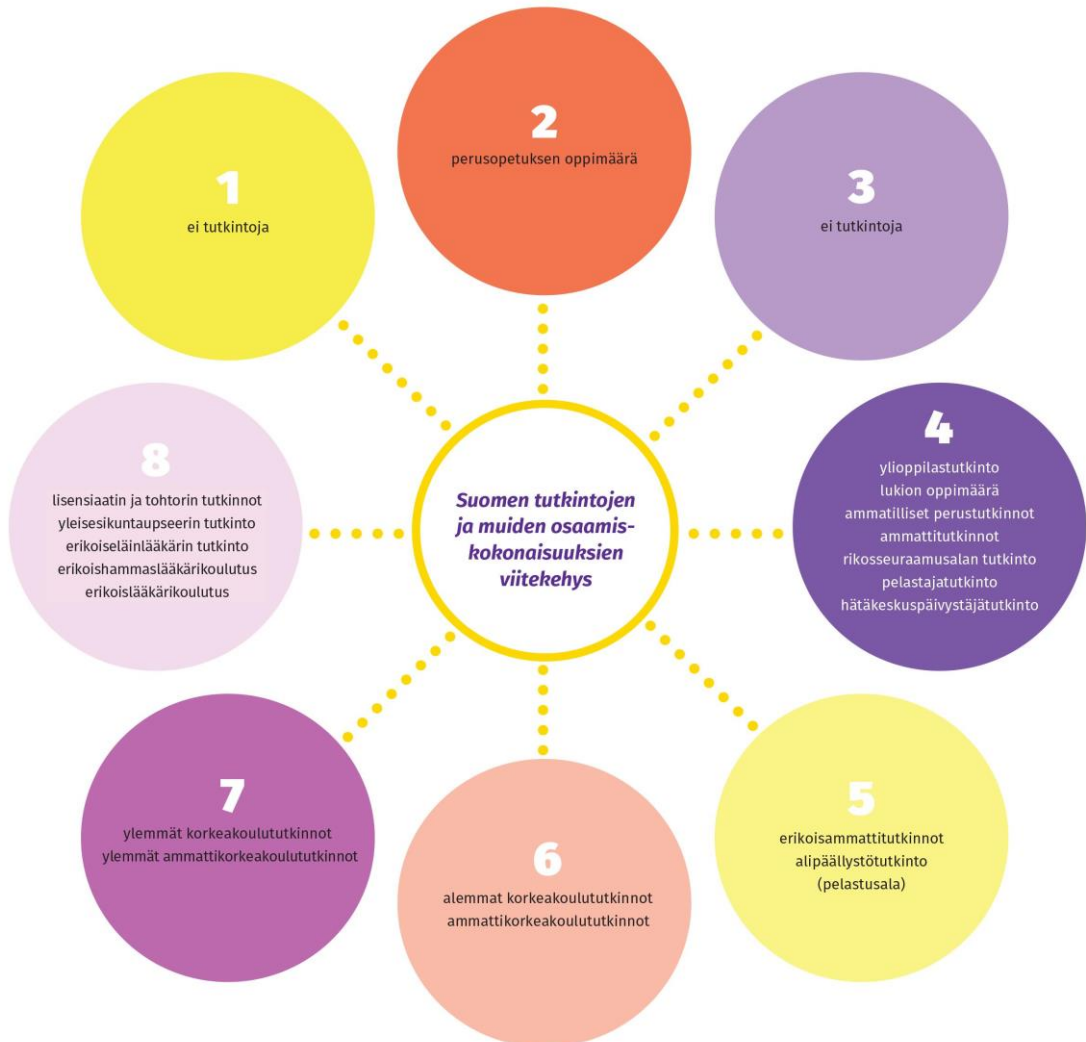 1
ei tutkintoja
2
perusopetuksen oppimäärä
3
ei tutkintoja
4
ylioppilastutkinto
lukion oppimäärä
ammatilliset perustutkinnot
ammattitutkinnot
rikosseuraamusalan tutkinto
pelastajatutkinto
hätäkeskuspäivystäjätutkinto
5
erikoisammattitutkinnot
alipäällystötutkinto
(pelastusala)
6
alemmat korkeakoulututkinnot
ammattikorkeakoulututkinnot
7
ylemmät korkeakoulututkinnot
ylemmät ammattikorkeakoulututkinnot
8
lisensiaatin ja tohtorin tutkinnot
yleisesikuntaupseerin tutkinto
erikoiseläinlääkärin tutkinto
erikoishammaslääkärikoulutus
erikoislääkärikoulutus
Suomen tutkintojen
ja muiden osaamis-
kokonaisuuksien
viitekehys